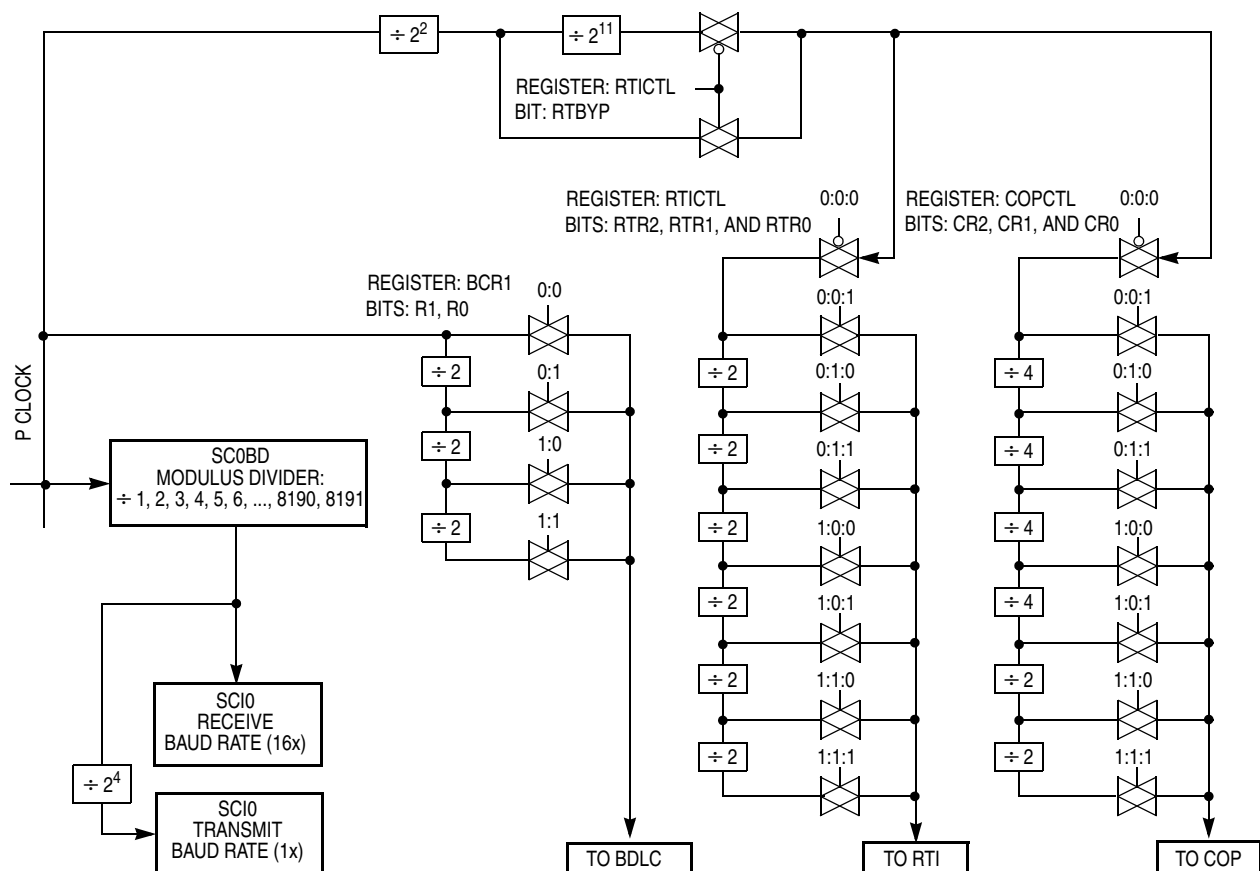 ÷ 2²
÷ 2¹¹
REGISTER: RTICTL
BIT: RTBYP
REGISTER: RTICTL
BITS: RTR2, RTR1, AND RTR0
0:0:0
REGISTER: COPCTL
BITS: CR2, CR1, AND CR0
0:0:0
REGISTER: BCR1
BITS: R1, R0
0:0
÷ 2
0:1
÷ 2
1:0
÷ 2
1:1
0:0:1
÷ 2
0:1:0
÷ 2
0:1:1
÷ 2
1:0:0
÷ 2
1:0:1
÷ 2
1:1:0
÷ 2
1:1:1
0:0:1
÷ 4
0:1:0
÷ 4
0:1:1
÷ 4
1:0:0
÷ 4
1:0:1
÷ 2
1:1:0
÷ 2
1:1:1
P CLOCK
SC0BD
MODULUS DIVIDER:
÷ 1, 2, 3, 4, 5, 6, ..., 8190, 8191
SCI0
RECEIVE
BAUD RATE (16x)
÷ 2⁴
SCI0
TRANSMIT
BAUD RATE (1x)
TO BDLC
TO RTI
TO COP